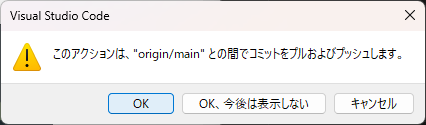 Visual Studio Code
このアクションは、"origin/main" との間でコミットをプルおよびプッシュします。
OK
OK、今後は表示しない
キャンセル